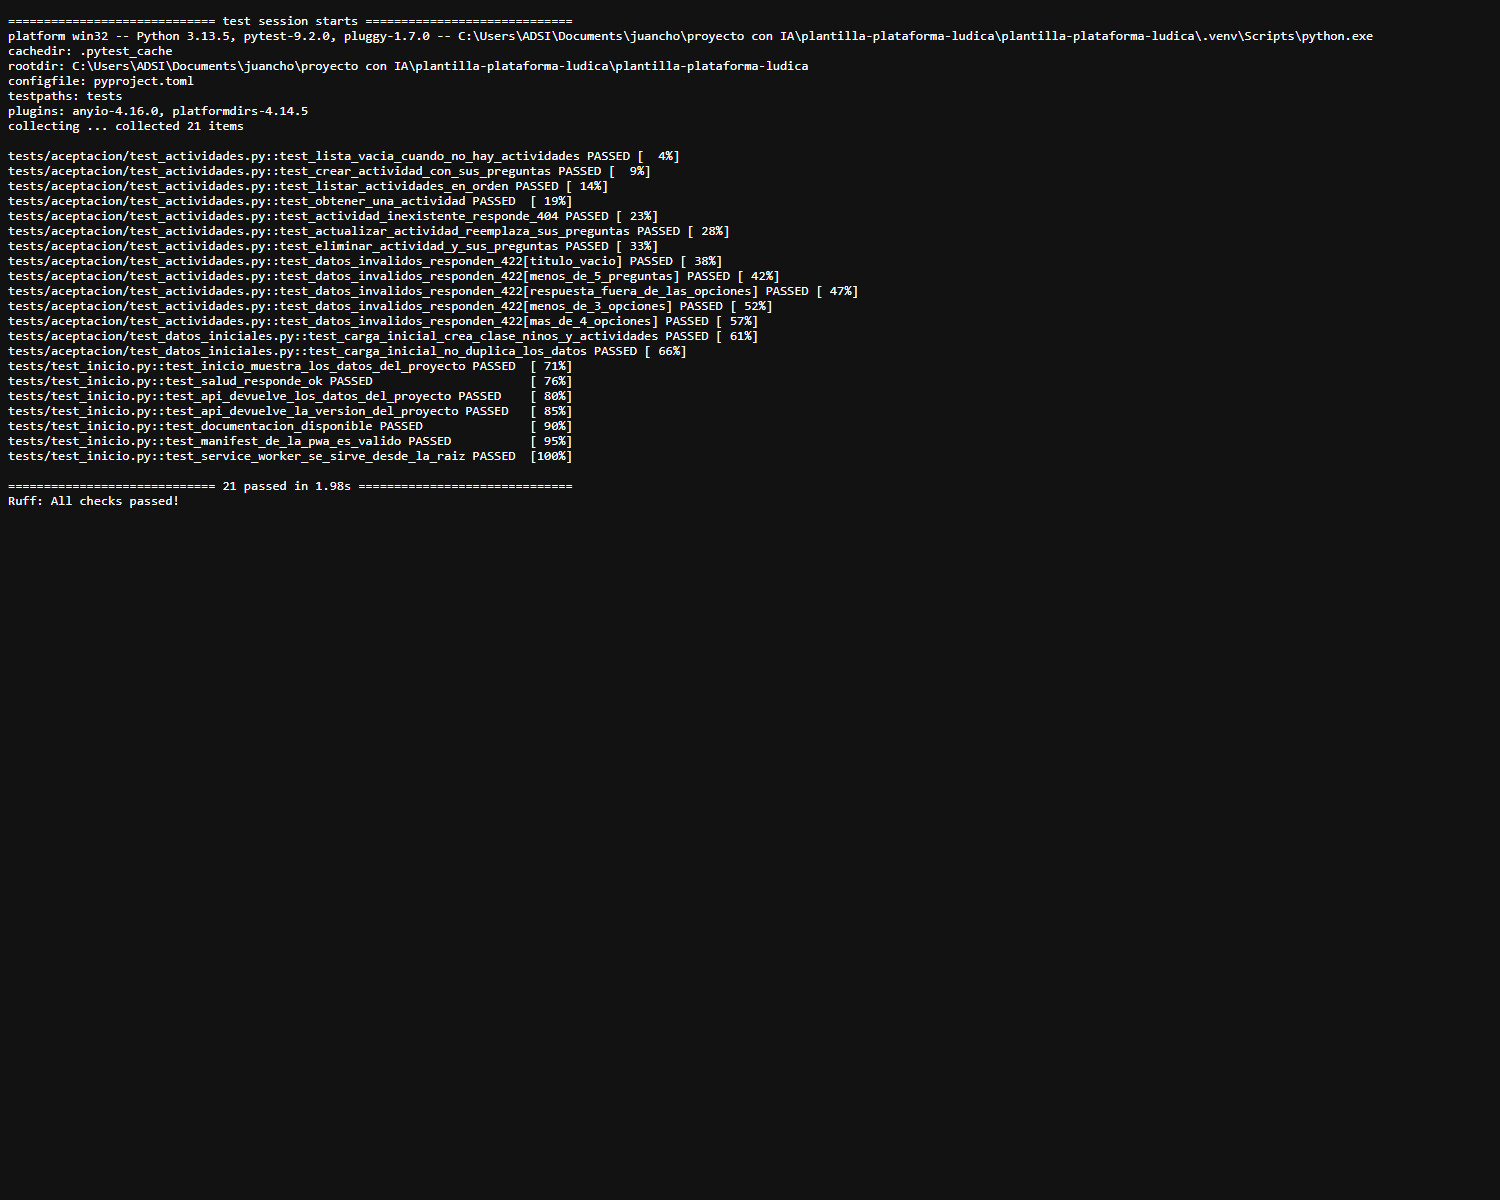 ============================= test session starts =============================
platform win32 -- Python 3.13.5, pytest-9.2.0, pluggy-1.7.0 -- C:\Users\ADSI\Documents\juancho\proyecto con IA\plantilla-plataforma-ludica\plantilla-plataforma-ludica\.venv\Scripts\python.exe
cachedir: .pytest_cache
rootdir: C:\Users\ADSI\Documents\juancho\proyecto con IA\plantilla-plataforma-ludica\plantilla-plataforma-ludica
configfile: pyproject.toml
testpaths: tests
plugins: anyio-4.16.0, platformdirs-4.14.5
collecting ... collected 21 items

tests/aceptacion/test_actividades.py::test_lista_vacia_cuando_no_hay_actividades PASSED [  4%]
tests/aceptacion/test_actividades.py::test_crear_actividad_con_sus_preguntas PASSED [  9%]
tests/aceptacion/test_actividades.py::test_listar_actividades_en_orden PASSED [ 14%]
tests/aceptacion/test_actividades.py::test_obtener_una_actividad PASSED  [ 19%]
tests/aceptacion/test_actividades.py::test_actividad_inexistente_responde_404 PASSED [ 23%]
tests/aceptacion/test_actividades.py::test_actualizar_actividad_reemplaza_sus_preguntas PASSED [ 28%]
tests/aceptacion/test_actividades.py::test_eliminar_actividad_y_sus_preguntas PASSED [ 33%]
tests/aceptacion/test_actividades.py::test_datos_invalidos_responden_422[titulo_vacio] PASSED [ 38%]
tests/aceptacion/test_actividades.py::test_datos_invalidos_responden_422[menos_de_5_preguntas] PASSED [ 42%]
tests/aceptacion/test_actividades.py::test_datos_invalidos_responden_422[respuesta_fuera_de_las_opciones] PASSED [ 47%]
tests/aceptacion/test_actividades.py::test_datos_invalidos_responden_422[menos_de_3_opciones] PASSED [ 52%]
tests/aceptacion/test_actividades.py::test_datos_invalidos_responden_422[mas_de_4_opciones] PASSED [ 57%]
tests/aceptacion/test_datos_iniciales.py::test_carga_inicial_crea_clase_ninos_y_actividades PASSED [ 61%]
tests/aceptacion/test_datos_iniciales.py::test_carga_inicial_no_duplica_los_datos PASSED [ 66%]
tests/test_inicio.py::test_inicio_muestra_los_datos_del_proyecto PASSED  [ 71%]
tests/test_inicio.py::test_salud_responde_ok PASSED                      [ 76%]
tests/test_inicio.py::test_api_devuelve_los_datos_del_proyecto PASSED    [ 80%]
tests/test_inicio.py::test_api_devuelve_la_version_del_proyecto PASSED   [ 85%]
tests/test_inicio.py::test_documentacion_disponible PASSED               [ 90%]
tests/test_inicio.py::test_manifest_de_la_pwa_es_valido PASSED           [ 95%]
tests/test_inicio.py::test_service_worker_se_sirve_desde_la_raiz PASSED  [100%]

============================= 21 passed in 1.98s ==============================
Ruff: All checks passed!